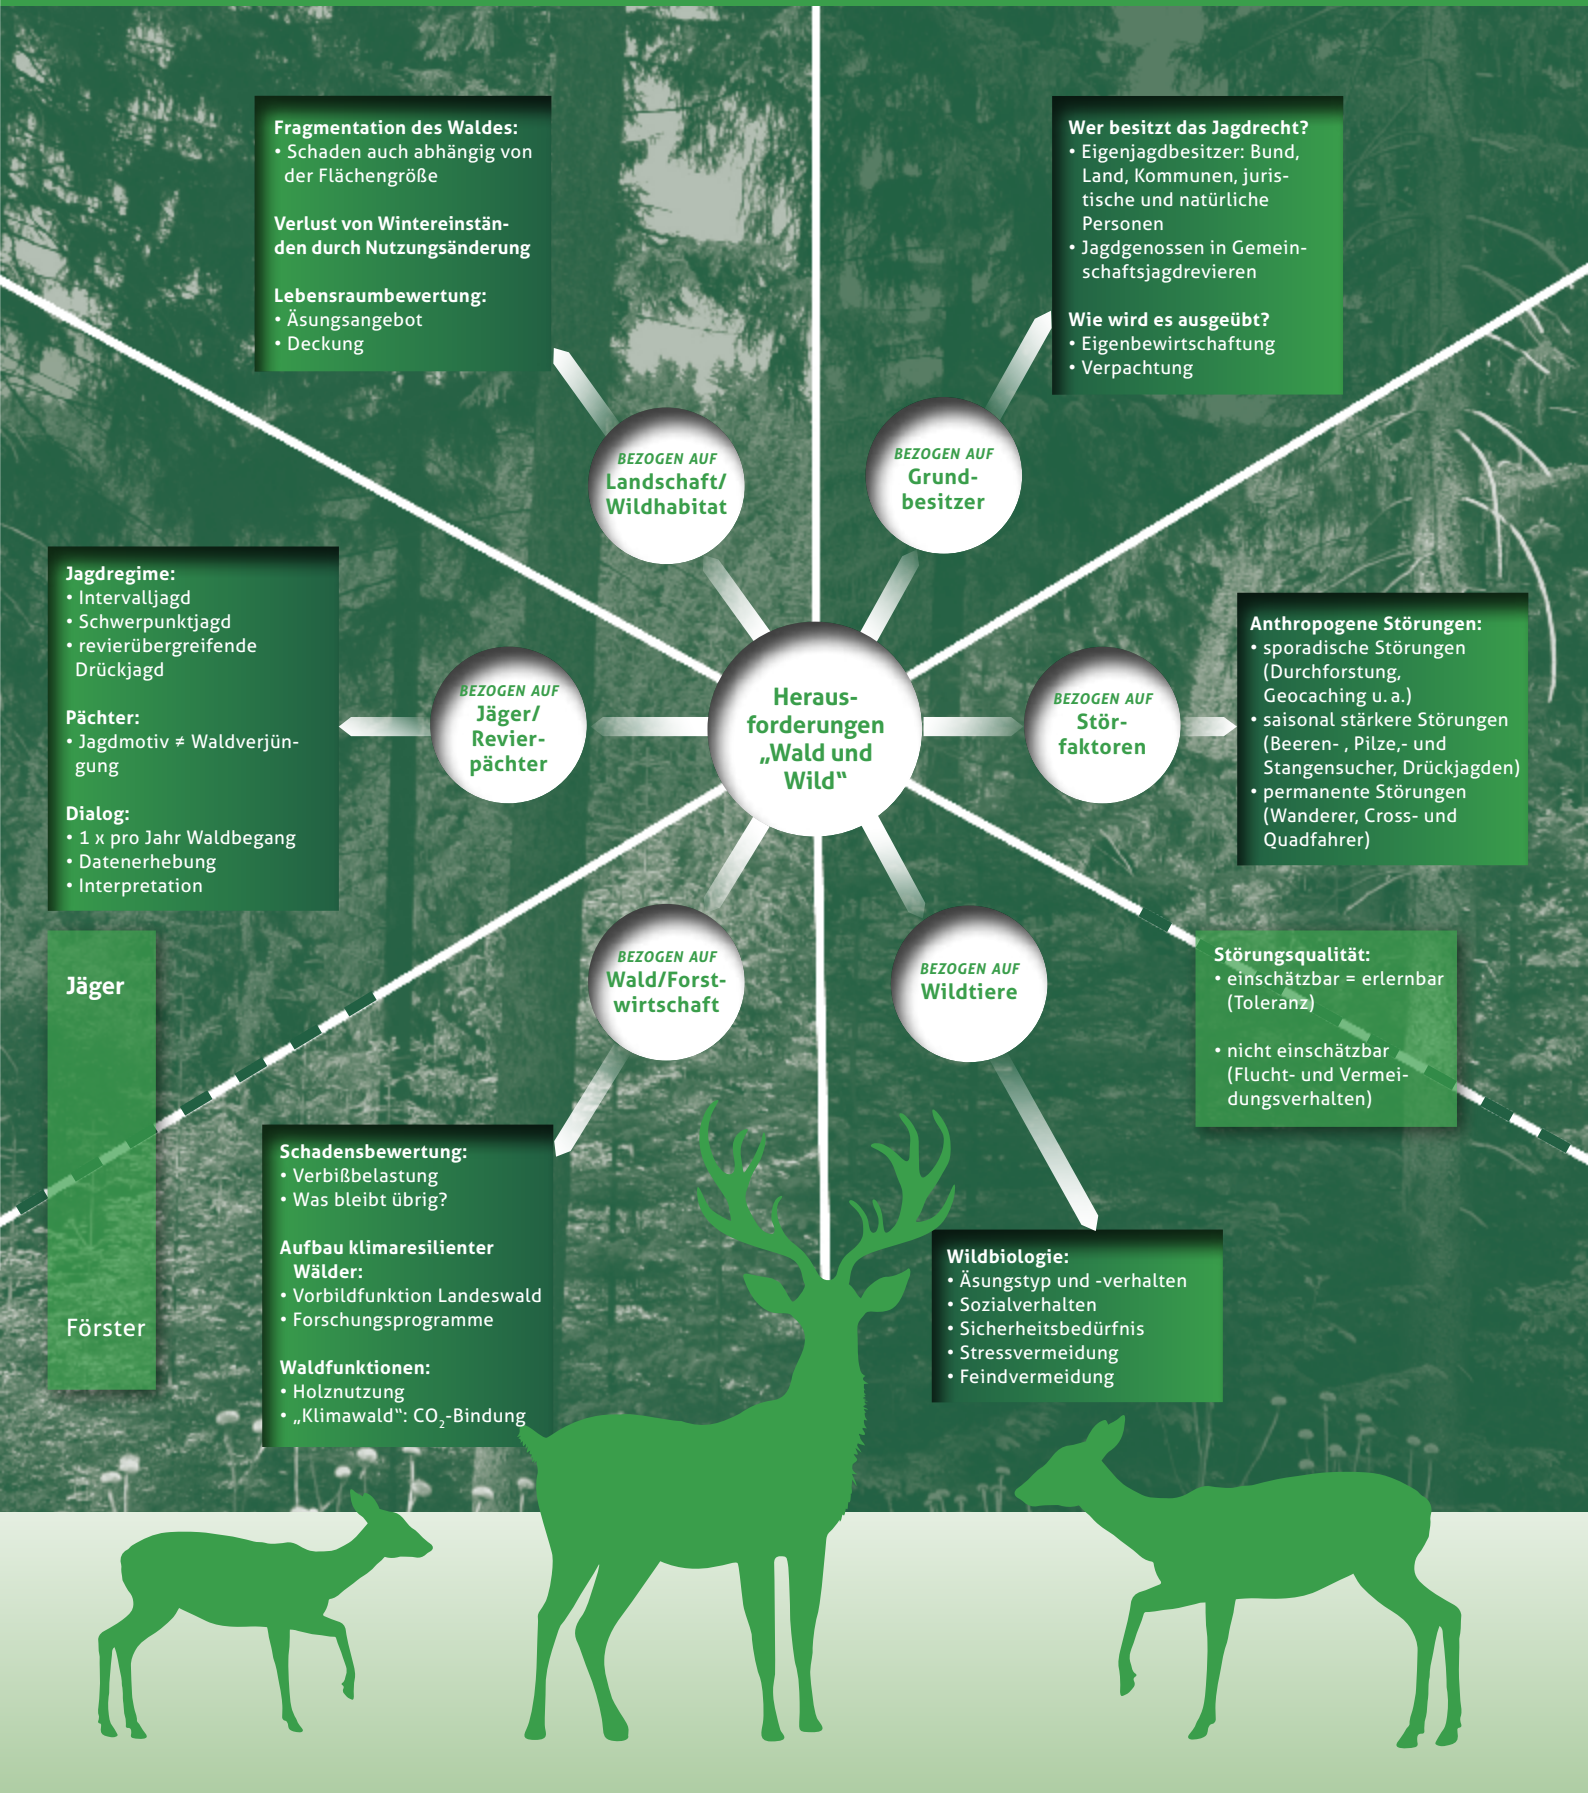 Fragmentation des Waldes:
• Schaden auch abhängig von
der Flächengröße
Verlust von Wintereinstän-
den durch Nutzungsänderung
Lebensraumbewertung:
• Äsungsangebot
• Deckung
Wer besitzt das Jagdrecht?
• Eigenjagdbesitzer: Bund,
Land, Kommunen, juris-
tische und natürliche
Personen
• Jagdgenossen in Gemein-
schaftsjagdrevieren
Wie wird es ausgeübt?
• Eigenbewirtschaftung
• Verpachtung
BEZOGEN AUF
Landschaft/
Wildhabitat
BEZOGEN AUF
Grund-
besitzer
Jagdregime:
• Intervalljagd
• Schwerpunktjagd
• revierübergreifende
Drückjagd
Pächter:
• Jagdmotiv ≠ Waldverjün-
gung
Dialog:
• 1 x pro Jahr Waldbegang
• Datenerhebung
• Interpretation
BEZOGEN AUF
Jäger/
Revier-
pächter
Heraus-
forderungen
„Wald und
Wild“
BEZOGEN AUF
Stör-
faktoren
Anthropogene Störungen:
• sporadische Störungen
(Durchforstung,
Geocaching u. a.)
• saisonal stärkere Störungen
(Beeren- , Pilze,- und
Stangensucher, Drückjagden)
• permanente Störungen
(Wanderer, Cross- und
Quadfahrer)
Jäger
Förster
BEZOGEN AUF
Wald/Forst-
wirtschaft
BEZOGEN AUF
Wildtiere
Störungsqualität:
• einschätzbar = erlernbar
(Toleranz)
• nicht einschätzbar
(Flucht- und Vermei-
dungsverhalten)
Schadensbewertung:
• Verbißbelastung
• Was bleibt übrig?
Aufbau klimaresilienter
Wälder:
• Vorbildfunktion Landeswald
• Forschungsprogramme
Waldfunktionen:
• Holznutzung
• „Klimawald“: CO₂-Bindung
Wildbiologie:
• Äsungstyp und -verhalten
• Sozialverhalten
• Sicherheitsbedürfnis
• Stressvermeidung
• Feindvermeidung